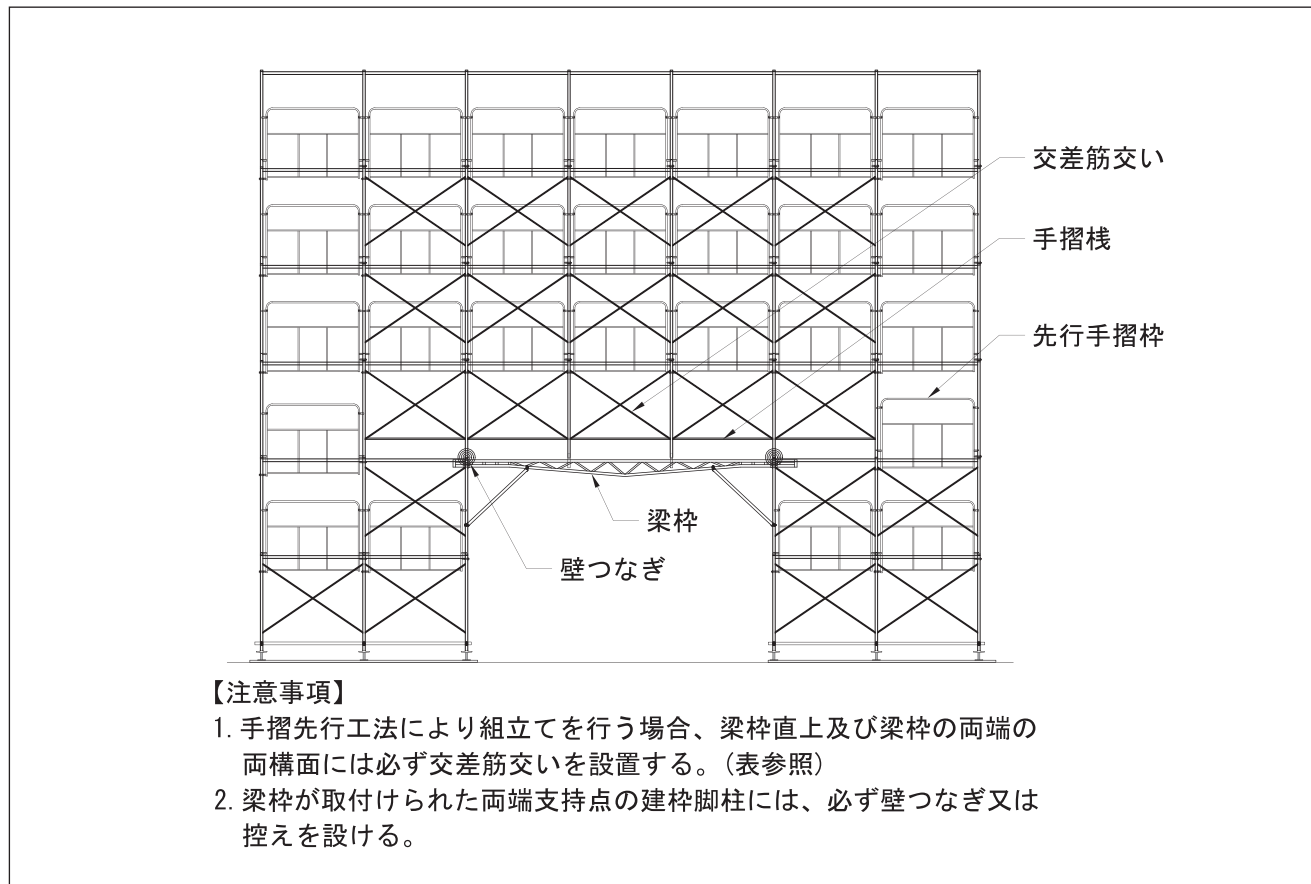 交差筋交い
手摺桟
先行手摺枠
梁枠
壁つなぎ
【注意事項】
1. 手摺先行工法により組立てを行う場合、梁枠直上及び梁枠の両端の
両構面には必ず交差筋交いを設置する。(表参照)
2. 梁枠が取付けられた両端支持点の建枠脚柱には、必ず壁つなぎ又は
控えを設ける。